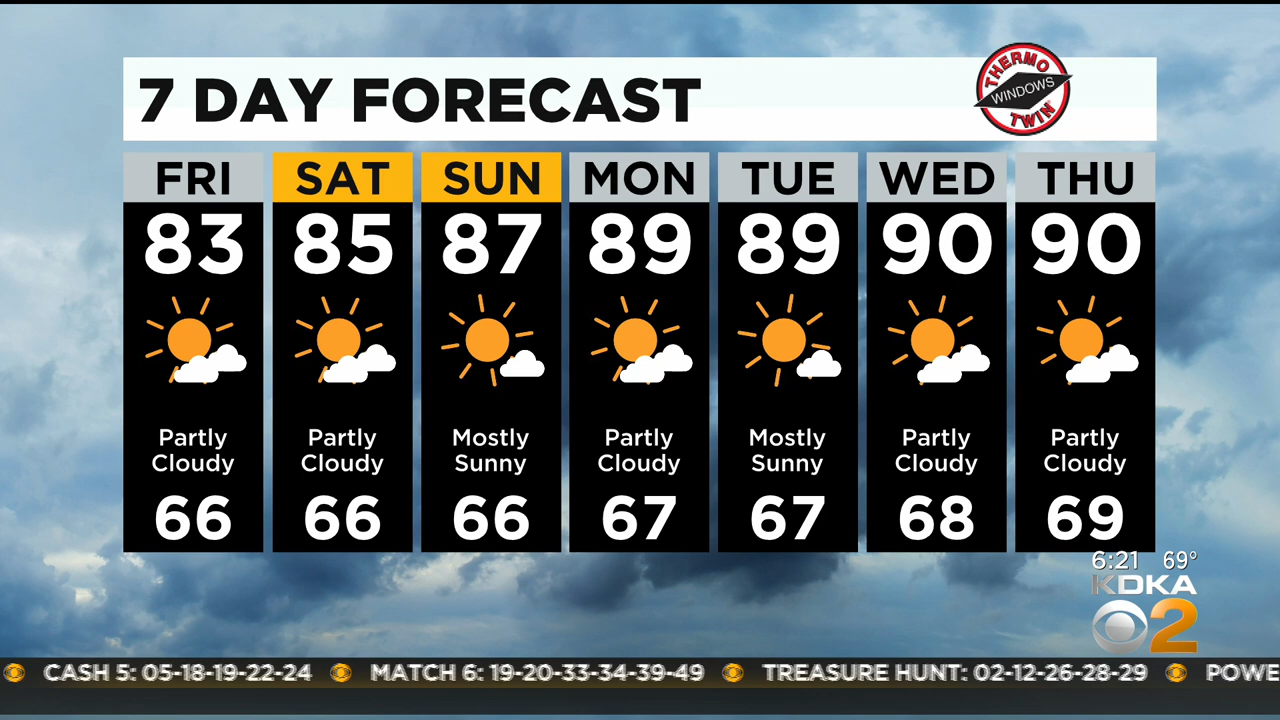 7 DAY FORECAST
THERMO
WINDOWS
TWIN
FRI SAT SUN MON TUE WED THU
83 85 87 89 89 90 90
Partly Partly Mostly Partly Mostly Partly Partly
Cloudy Cloudy Sunny Cloudy Sunny Cloudy Cloudy
66 66 66 67 67 68 69
6:21 69°
KDKA
2
CASH 5: 05-18-19-22-24 MATCH 6: 19-20-33-34-39-49 TREASURE HUNT: 02-12-26-28-29 POWE